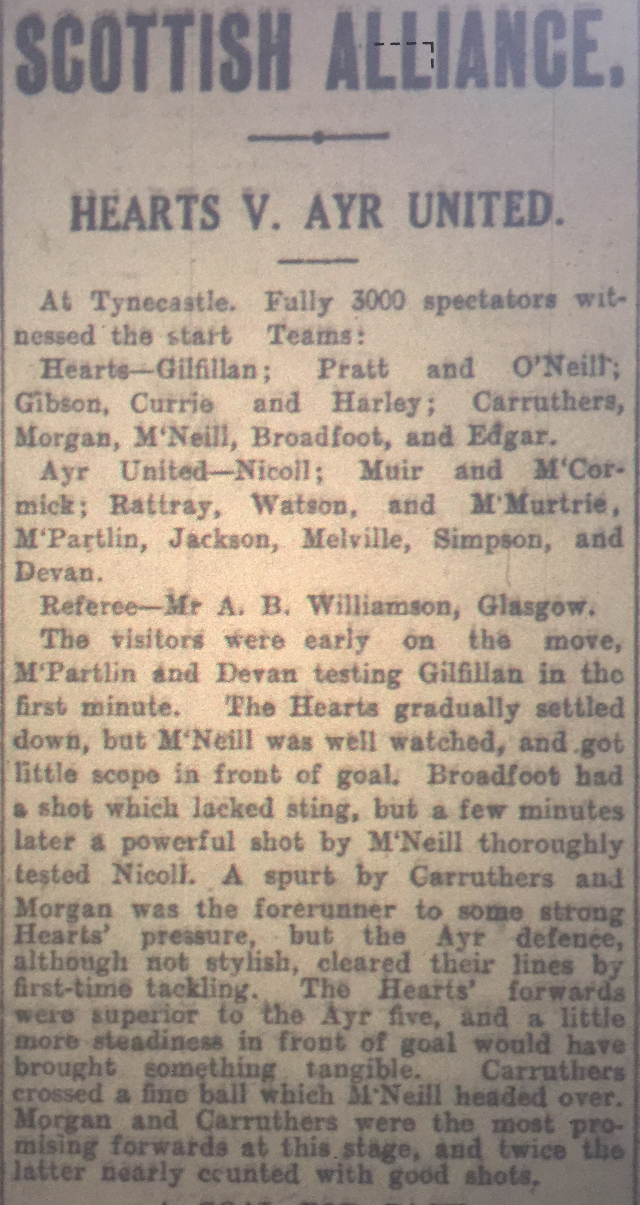 SCOTTISH ALLIANCE.
HEARTS V. AYR UNITED.
At Tynecastle. Fully 3000 spectators wit-
nessed the start Teams:
Hearts—Gilfillan; Pratt and O'Neill;
Gibson, Currie and Harley; Carruthers,
Morgan, M'Neill, Broadfoot, and Edgar.
Ayr United—Nicoll; Muir and M'Cor-
mick; Rattray, Watson, and M'Murtrie,
M'Partlin, Jackson, Melville, Simpson, and
Devan.
Referee—Mr A. B. Williamson, Glasgow.
The visitors were early on the move,
M'Partlin and Devan testing Gilfillan in the
first minute. The Hearts gradually settled
down, but M'Neill was well watched, and got
little scope in front of goal. Broadfoot had
a shot which lacked sting, but a few minutes
later a powerful shot by M'Neill thoroughly
tested Nicoll. A spurt by Carruthers and
Morgan was the forerunner to some strong
Hearts' pressure, but the Ayr defence,
although not stylish, cleared their lines by
first-time tackling. The Hearts' forwards
were superior to the Ayr five, and a little
more steadiness in front of goal would have
brought something tangible. Carruthers
crossed a fine ball which M'Neill headed over.
Morgan and Carruthers were the most pro-
mising forwards at this stage, and twice the
latter nearly counted with good shots.